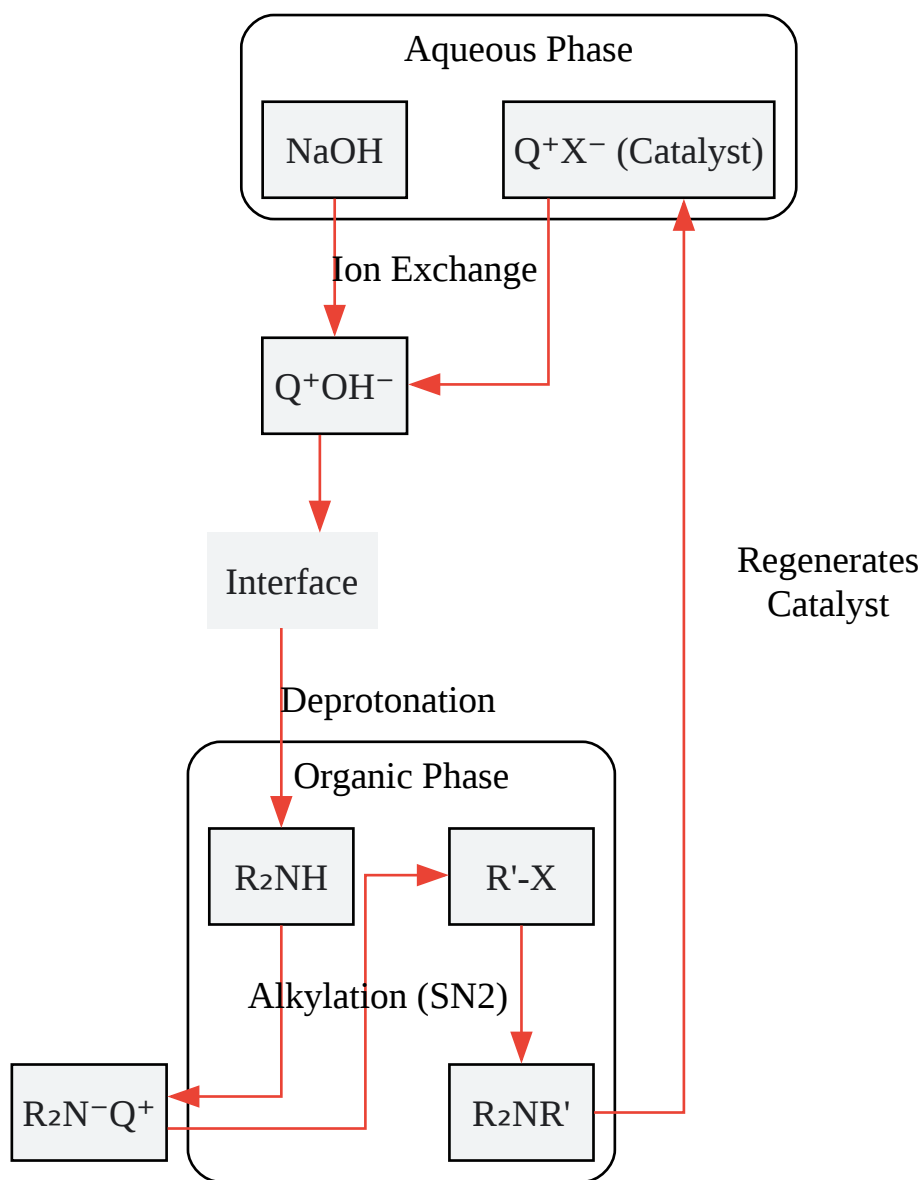 Aqueous Phase
NaOH
Q⁺X⁻ (Catalyst)
Ion Exchange
Q⁺OH⁻
Interface
Regenerates
Catalyst
Deprotonation
Organic Phase
R₂NH
R'-X
Alkylation (SN2)
R₂N⁻Q⁺
R₂NR'